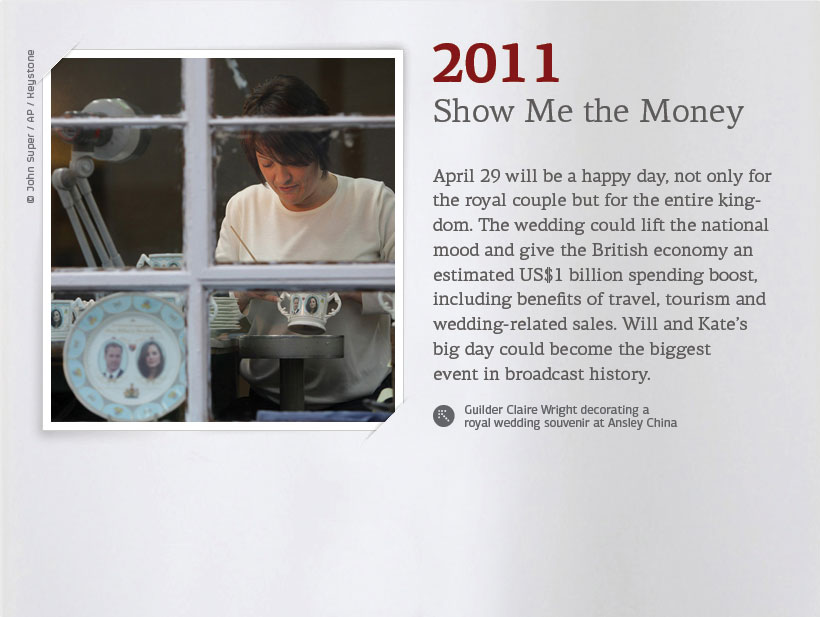 © John Super / AP / Keystone
2011
Show Me the Money
April 29 will be a happy day, not only for
the royal couple but for the entire king-
dom. The wedding could lift the national
mood and give the British economy an
estimated US$1 billion spending boost,
including benefits of travel, tourism and
wedding-related sales. Will and Kate's
big day could become the biggest
event in broadcast history.
Guilder Claire Wright decorating a
royal wedding souvenir at Ansley China